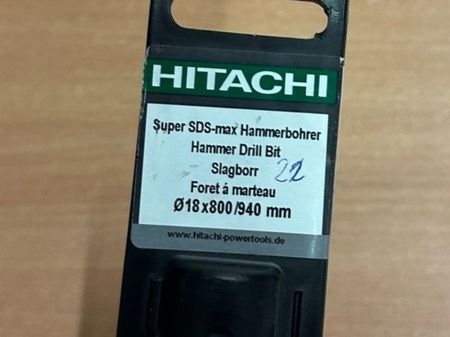 HITACHI
Super SDS-max Hammerbohrer
Hammer Drill Bit
Slagborr
22
Foret á marteau
Ø18x800/940 mm
www.hitachi-powertools.de